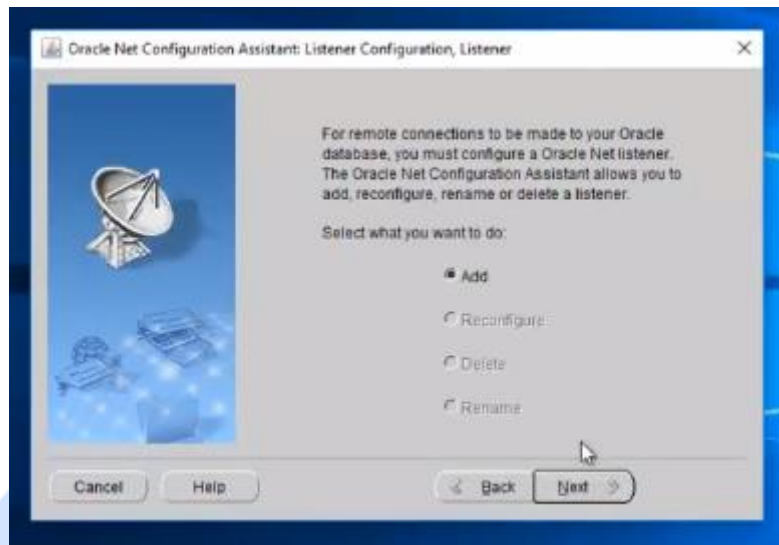 Oracle Net Configuration Assistant: Listener Configuration, Listener
For remote connections to be made to your Oracle
database, you must configure a Oracle Net listener.
The Oracle Net Configuration Assistant allows you to
add, reconfigure, rename or delete a listener.
Select what you want to do:
Add
Reconfigure
Delete
Rename
Cancel
Help
Back
Next